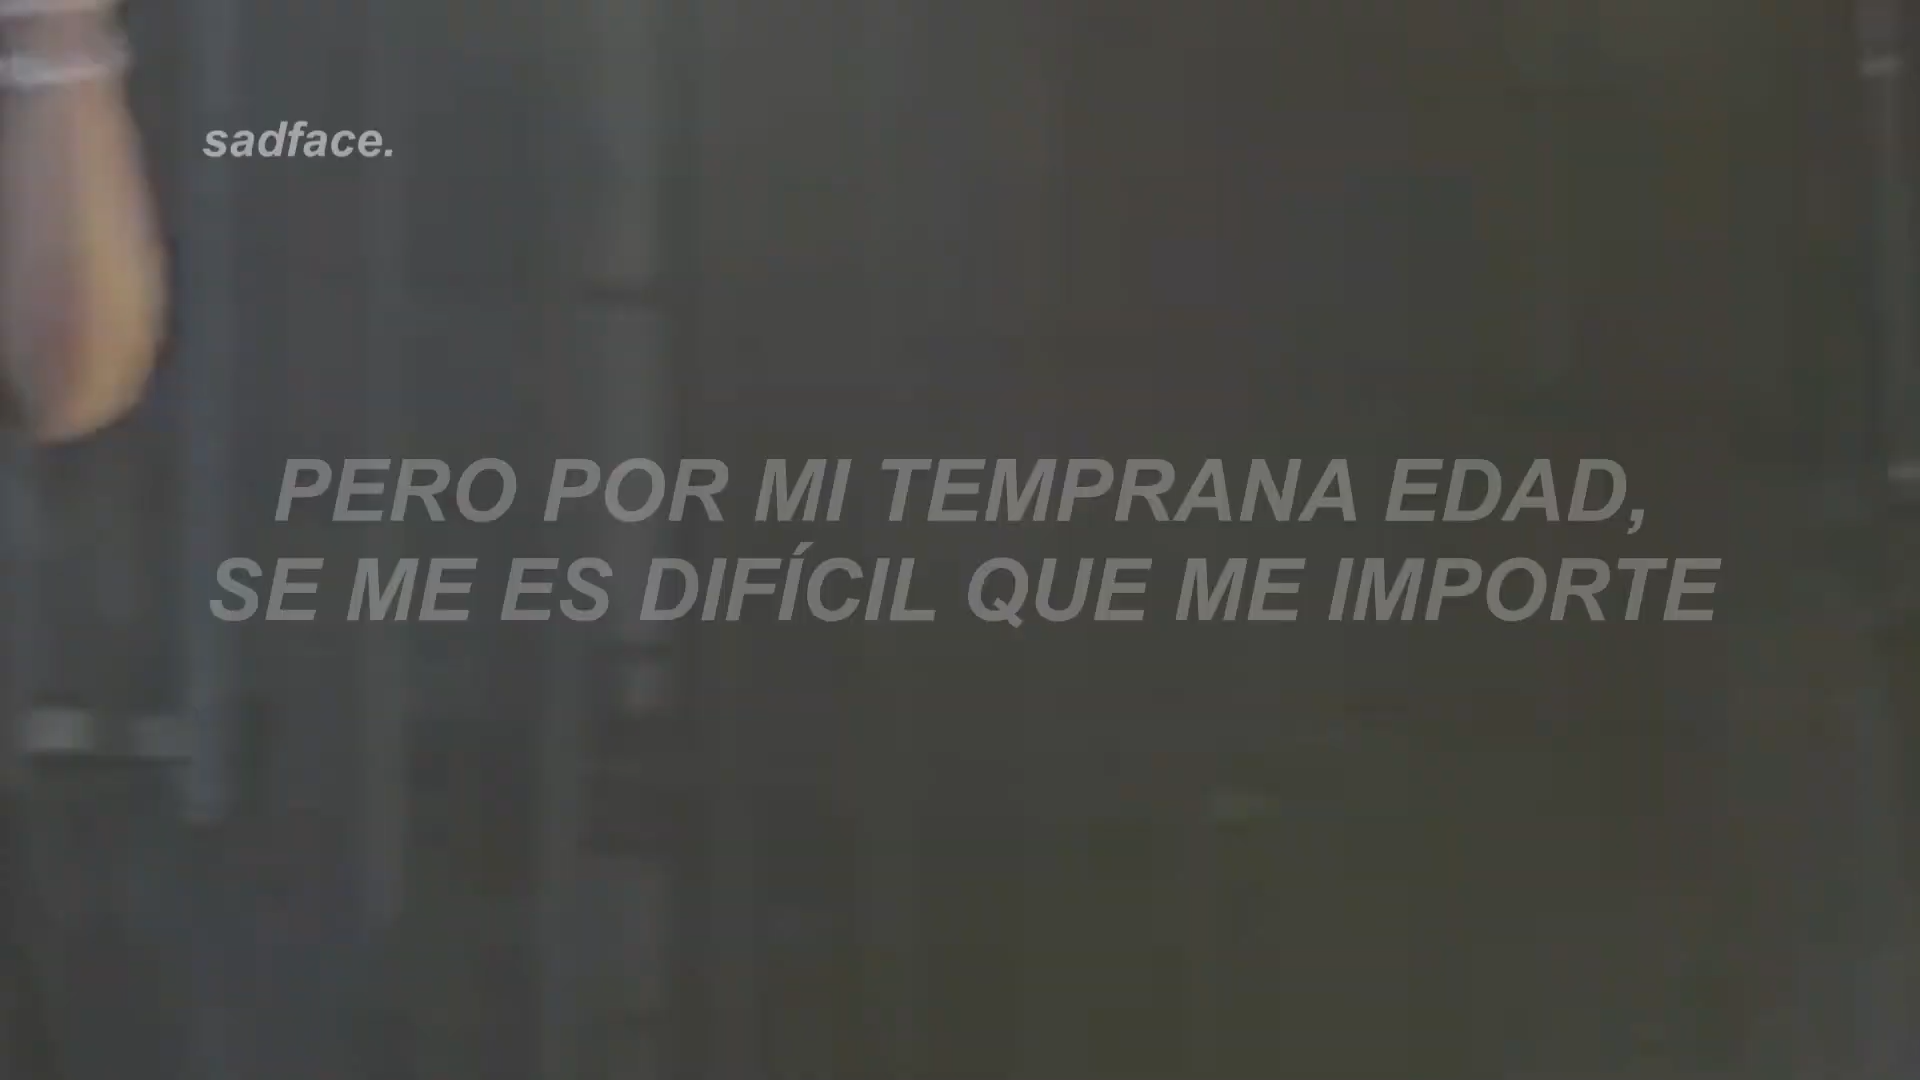 sadface.
PERO POR MI TEMPRANA EDAD,
SE ME ES DIFÍCIL QUE ME IMPORTE